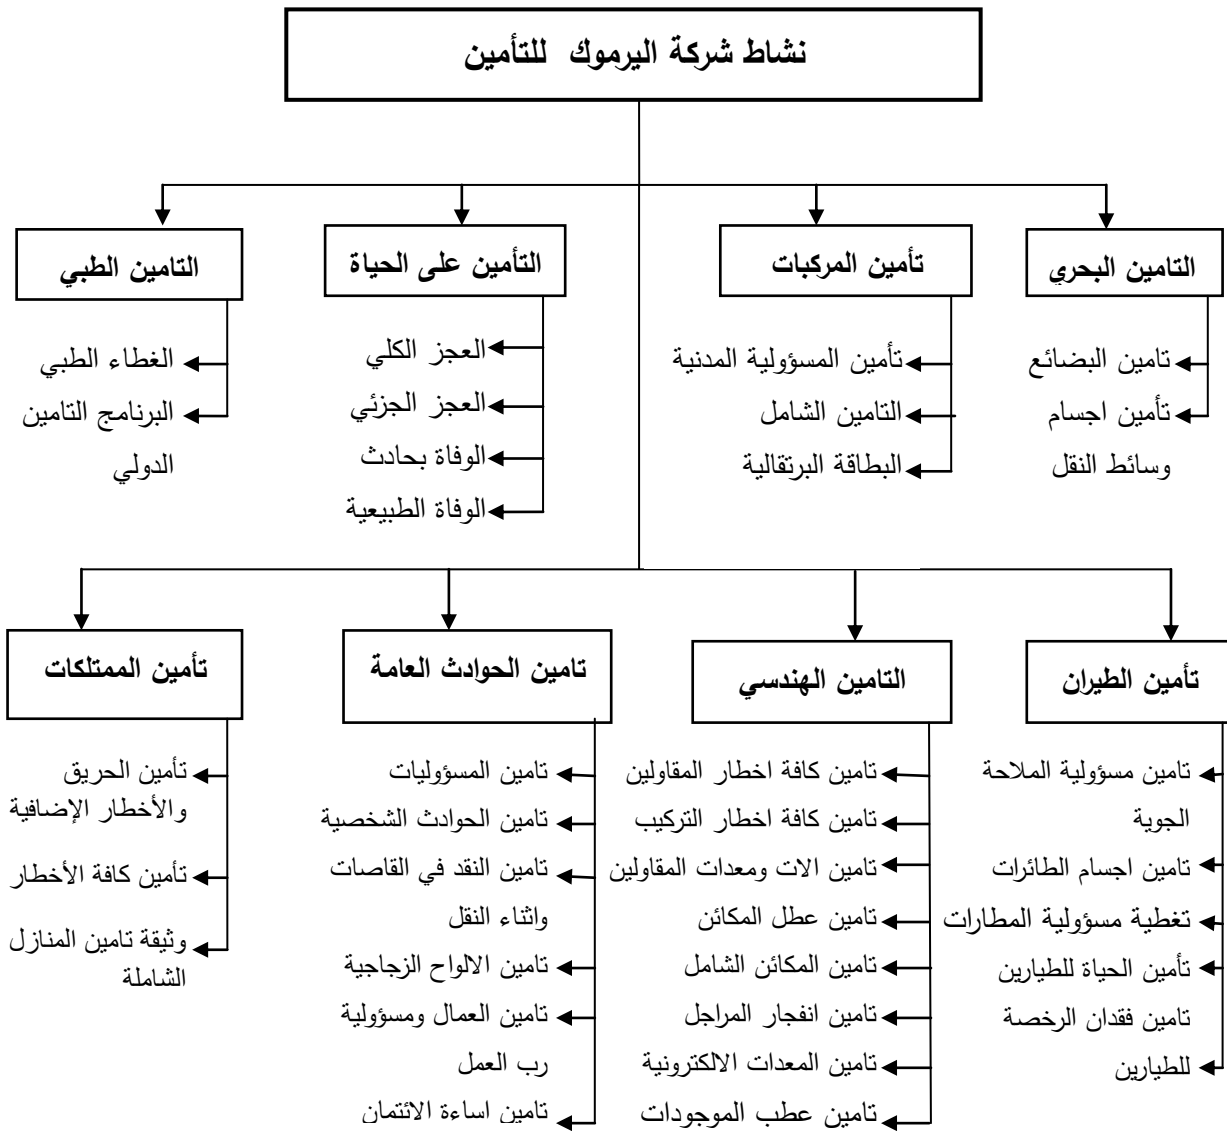 نشاط شركة اليرموك للتأمين
التامين البحري
تامين البضائع
تأمين اجسام
وسائط النقل
تأمين المركبات
تأمين المسؤولية المدنية
التامين الشامل
البطاقة البرتقالية
التأمين على الحياة
العجز الكلي
العجز الجزئي
الوفاة بحادث
الوفاة الطبيعية
التامين الطبي
الغطاء الطبي
البرنامج التامين
الدولي
تأمين الطيران
تامين مسؤولية الملاحة
الجوية
تامين اجسام الطائرات
تغطية مسؤولية المطارات
تأمين الحياة للطيارين
تامين فقدان الرخصة
للطيارين
التامين الهندسي
تامين كافة اخطار المقاولين
تامين كافة اخطار التركيب
تامين الات ومعدات المقاولين
تامين عطل المكائن
تامين المكائن الشامل
تامين انفجار المراجل
تامين المعدات الالكترونية
تامين عطب الموجودات
تامين الحوادث العامة
تامين المسؤوليات
تامين الحوادث الشخصية
تامين النقد في القاصات
واثناء النقل
تامين الالواح الزجاجية
تامين العمال ومسؤولية
رب العمل
تامين اساءة الائتمان
تأمين الممتلكات
تأمين الحريق
والأخطار الإضافية
تأمين كافة الأخطار
وثيقة تامين المنازل
الشاملة